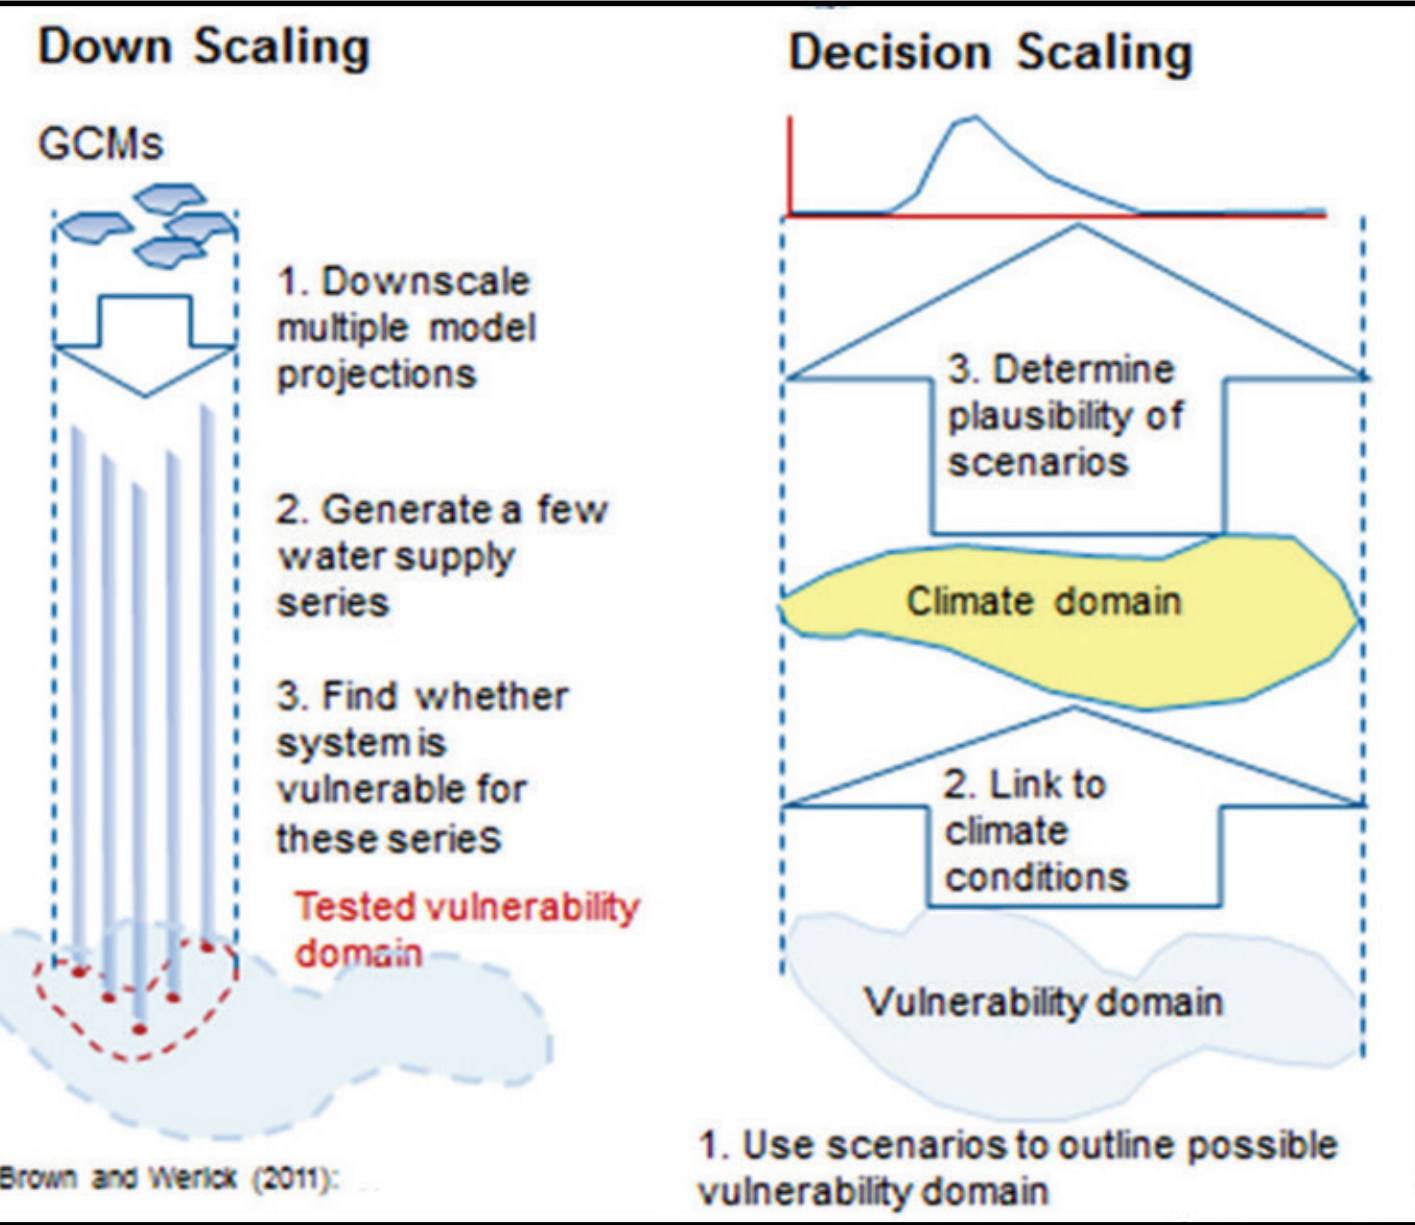 Down Scaling
GCMs
1. Downscale
multiple model
projections
2. Generate a few
water supply
series
3. Find whether
system is
vulnerable for
these serieS
Tested vulnerability
domain
Brown and Werick (2011):
Decision Scaling
3. Determine
plausibility of
scenarios
Climate domain
2. Link to
climate
conditions
Vulnerability domain
1. Use scenarios to outline possible
vulnerability domain